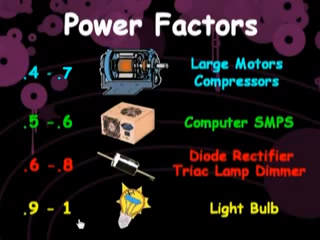 Power Factors
.4 - .7
Large Motors
Compressors
.5 - .6
Computer SMPS
.6 - .8
Diode Rectifier
Triac Lamp Dimmer
.9 - 1
Light Bulb